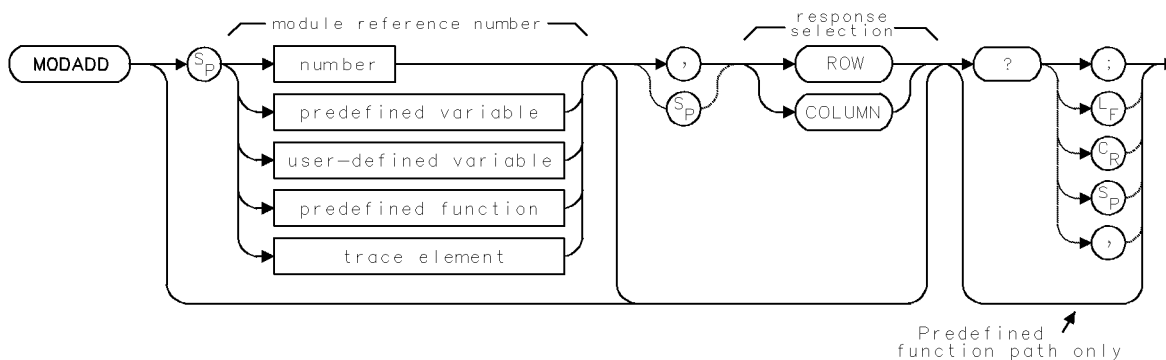 module reference number
response
selection
MODADD
SP
number
,
ROW
?
;
predefined variable
SP
COLUMN
LF
user-defined variable
CR
predefined function
SP
trace element
,
Predefined
function path only